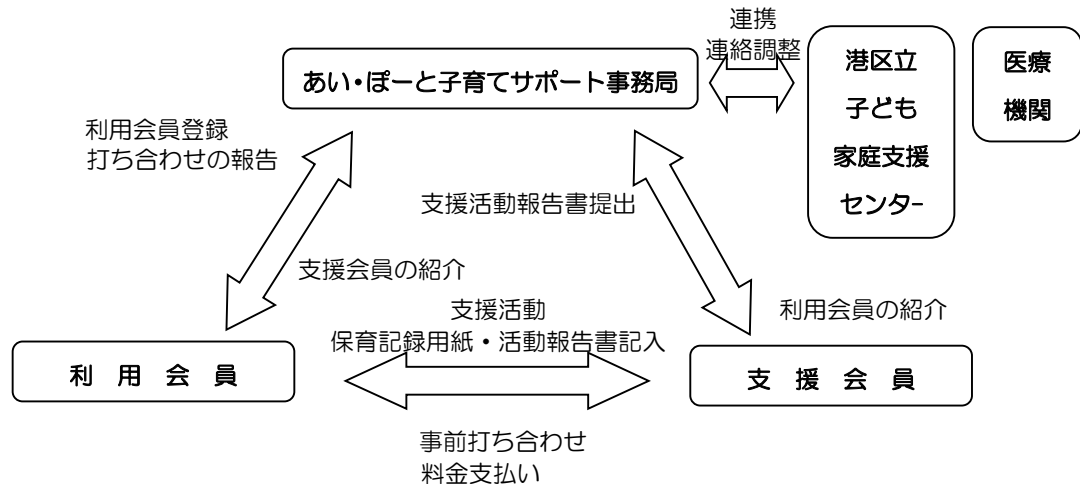 連携
連絡調整
あい・ぽーと子育てサポート事務局
港区立
子ども
家庭支援
センター
医療
機関
利用会員登録
打ち合わせの報告
支援活動報告書提出
支援会員の紹介
利用会員の紹介
支援活動
保育記録用紙・活動報告書記入
利 用 会 員
支 援 会 員
事前打ち合わせ
料金支払い